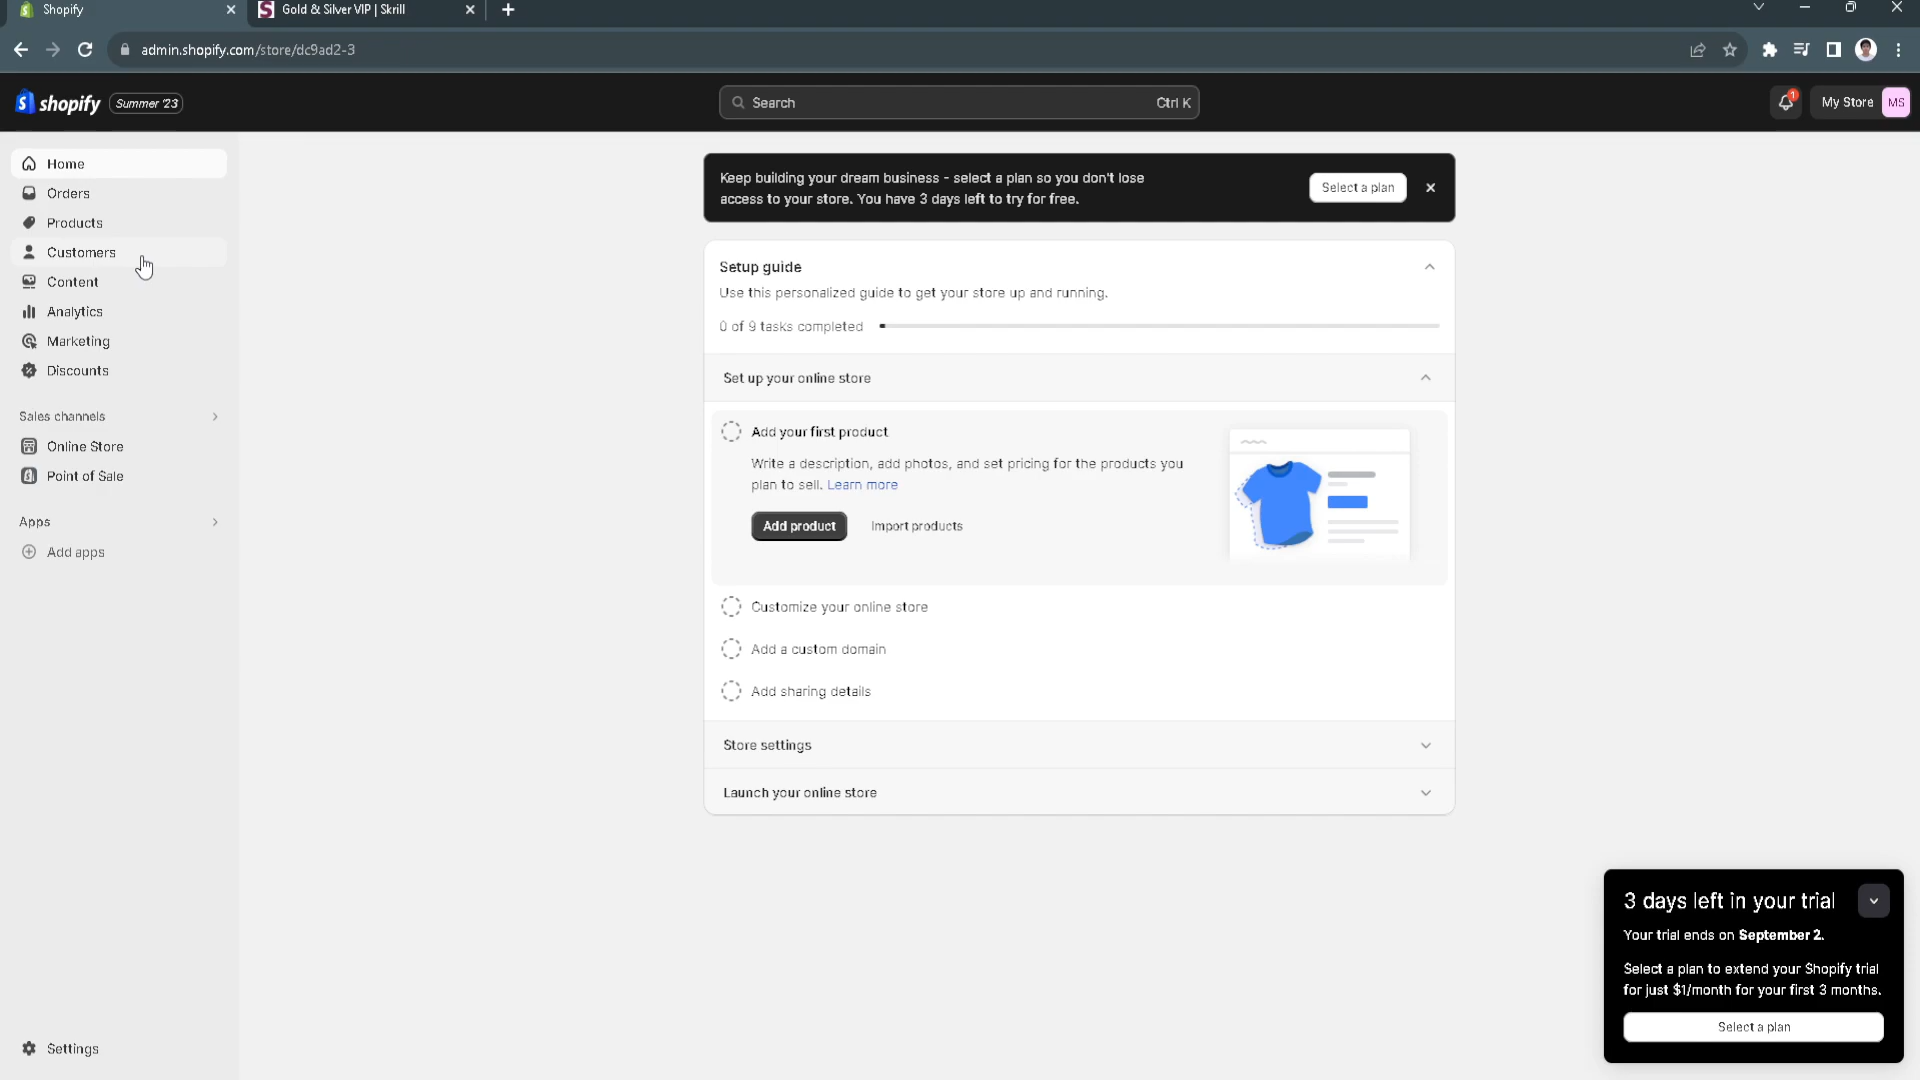 Shopify
Gold & Silver VIP | Skrill
admin.shopify.com/store/dc9ad2-3
shopify Summer '23
Search Ctrl K
1
My Store MS
Home
Orders
Products
Customers
Content
Analytics
Marketing
Discounts
Sales channels
Online Store
Point of Sale
Apps
Add apps
Settings
Keep building your dream business - select a plan so you don't lose
access to your store. You have 3 days left to try for free.
Select a plan
Setup guide
Use this personalized guide to get your store up and running.
0 of 9 tasks completed
Set up your online store
Add your first product
Write a description, add photos, and set pricing for the products you
plan to sell. Learn more
Add product Import products
Customize your online store
Add a custom domain
Add sharing details
Store settings
Launch your online store
3 days left in your trial
Your trial ends on September 2.
Select a plan to extend your Shopify trial
for just $1/month for your first 3 months.
Select a plan